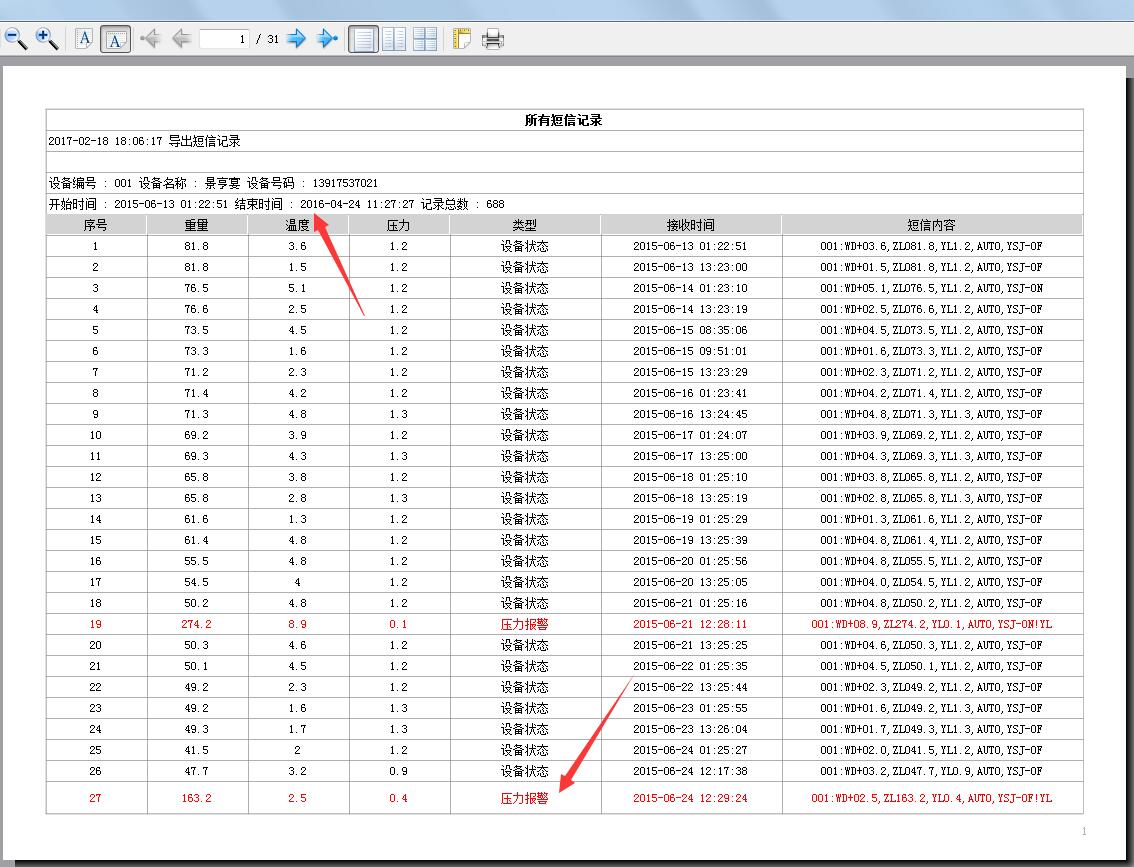 A A 1 / 31
所有短信记录
2017-02-18 18:06:17 导出短信记录
设备编号 : 001 设备名称 : 景亨宴 设备号码 : 13917537021
开始时间 : 2015-06-13 01:22:51 结束时间 : 2016-04-24 11:27:27 记录总数 : 688
序号 重量 温度 压力 类型 接收时间 短信内容
1 81.8 3.6 1.2 设备状态 2015-06-13 01:22:51 001:WD+03.6,ZL081.8,YL1.2,AUTO,YSJ-OF
2 81.8 1.5 1.2 设备状态 2015-06-13 13:23:00 001:WD+01.5,ZL081.8,YL1.2,AUTO,YSJ-OF
3 76.5 5.1 1.2 设备状态 2015-06-14 01:23:10 001:WD+05.1,ZL076.5,YL1.2,AUTO,YSJ-ON
4 76.6 2.5 1.2 设备状态 2015-06-14 13:23:19 001:WD+02.5,ZL076.6,YL1.2,AUTO,YSJ-OF
5 73.5 4.5 1.2 设备状态 2015-06-15 08:35:06 001:WD+04.5,ZL073.5,YL1.2,AUTO,YSJ-ON
6 73.3 1.6 1.2 设备状态 2015-06-15 09:51:01 001:WD+01.6,ZL073.3,YL1.2,AUTO,YSJ-OF
7 71.2 2.3 1.2 设备状态 2015-06-15 13:23:29 001:WD+02.3,ZL071.2,YL1.2,AUTO,YSJ-OF
8 71.4 4.2 1.2 设备状态 2015-06-16 01:23:41 001:WD+04.2,ZL071.4,YL1.2,AUTO,YSJ-OF
9 71.3 4.8 1.3 设备状态 2015-06-16 13:24:45 001:WD+04.8,ZL071.3,YL1.3,AUTO,YSJ-OF
10 69.2 3.9 1.2 设备状态 2015-06-17 01:24:07 001:WD+03.9,ZL069.2,YL1.2,AUTO,YSJ-OF
11 69.3 4.3 1.3 设备状态 2015-06-17 13:25:00 001:WD+04.3,ZL069.3,YL1.3,AUTO,YSJ-OF
12 65.8 3.8 1.2 设备状态 2015-06-18 01:25:10 001:WD+03.8,ZL065.8,YL1.2,AUTO,YSJ-OF
13 65.8 2.8 1.3 设备状态 2015-06-18 13:25:19 001:WD+02.8,ZL065.8,YL1.3,AUTO,YSJ-OF
14 61.6 1.3 1.2 设备状态 2015-06-19 01:25:29 001:WD+01.3,ZL061.6,YL1.2,AUTO,YSJ-OF
15 61.4 4.8 1.2 设备状态 2015-06-19 13:25:39 001:WD+04.8,ZL061.4,YL1.2,AUTO,YSJ-OF
16 55.5 4.8 1.2 设备状态 2015-06-20 01:25:56 001:WD+04.8,ZL055.5,YL1.2,AUTO,YSJ-OF
17 54.5 4 1.2 设备状态 2015-06-20 13:25:05 001:WD+04.0,ZL054.5,YL1.2,AUTO,YSJ-OF
18 50.2 4.8 1.2 设备状态 2015-06-21 01:25:16 001:WD+04.8,ZL050.2,YL1.2,AUTO,YSJ-OF
19 274.2 8.9 0.1 压力报警 2015-06-21 12:28:11 001:WD+08.9,ZL274.2,YL0.1,AUTO,YSJ-ON!YL
20 50.3 4.6 1.2 设备状态 2015-06-21 13:25:25 001:WD+04.6,ZL050.3,YL1.2,AUTO,YSJ-OF
21 50.1 4.5 1.2 设备状态 2015-06-22 01:25:35 001:WD+04.5,ZL050.1,YL1.2,AUTO,YSJ-OF
22 49.2 2.3 1.2 设备状态 2015-06-22 13:25:44 001:WD+02.3,ZL049.2,YL1.2,AUTO,YSJ-OF
23 49.2 1.6 1.3 设备状态 2015-06-23 01:25:55 001:WD+01.6,ZL049.2,YL1.3,AUTO,YSJ-OF
24 49.3 1.7 1.3 设备状态 2015-06-23 13:26:04 001:WD+01.7,ZL049.3,YL1.3,AUTO,YSJ-OF
25 41.5 2 1.2 设备状态 2015-06-24 01:25:27 001:WD+02.0,ZL041.5,YL1.2,AUTO,YSJ-OF
26 47.7 3.2 0.9 设备状态 2015-06-24 12:17:38 001:WD+03.2,ZL047.7,YL0.9,AUTO,YSJ-OF
27 163.2 2.5 0.4 压力报警 2015-06-24 12:29:24 001:WD+02.5,ZL163.2,YL0.4,AUTO,YSJ-OF!YL
1